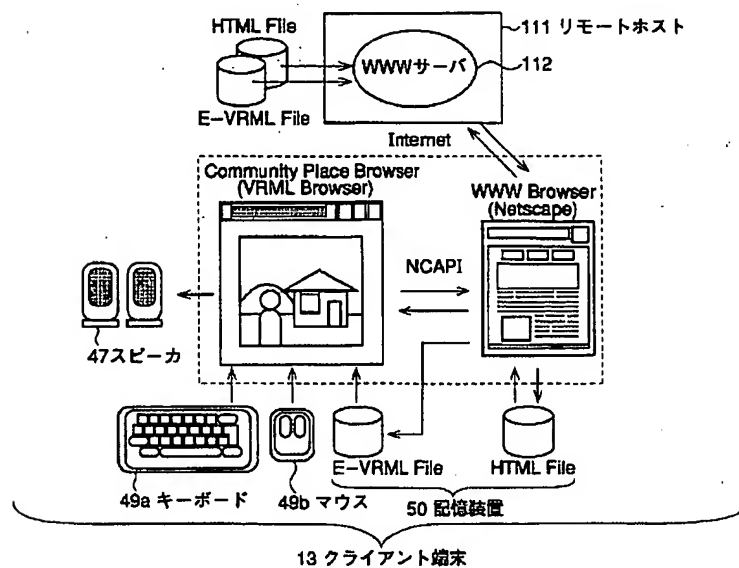 HTML File
111 リモートホスト
WWWサーバ
112
E-VRML File
Internet
Community Place Browser
(VRML Browser)
WWW Browser
(Netscape)
NCAPI
47スピーカ
E-VRML File
HTML File
49a キーボード
49b マウス
50 記憶装置
13 クライアント端末